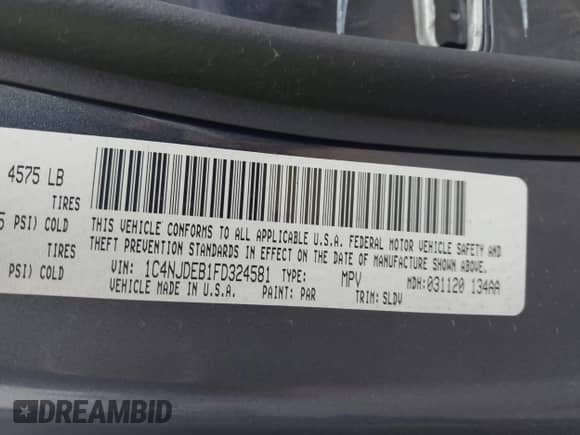 4575 LB
TIRES
5 PSI) COLD
TIRES
PSI) COLD
THIS VEHICLE CONFORMS TO ALL APPLICABLE U.S.A. FEDERAL MOTOR VEHICLE SAFETY AND
THEFT PREVENTION STANDARDS IN EFFECT ON THE DATE OF MANUFACTURE SHOWN ABOVE.
VIN: 1C4NJDEB1FD324581 TYPE: MPV MDH: 031120 134AA
VEHICLE MADE IN U.S.A. PAINT: PAR TRIM: SLDV
DREAMBID